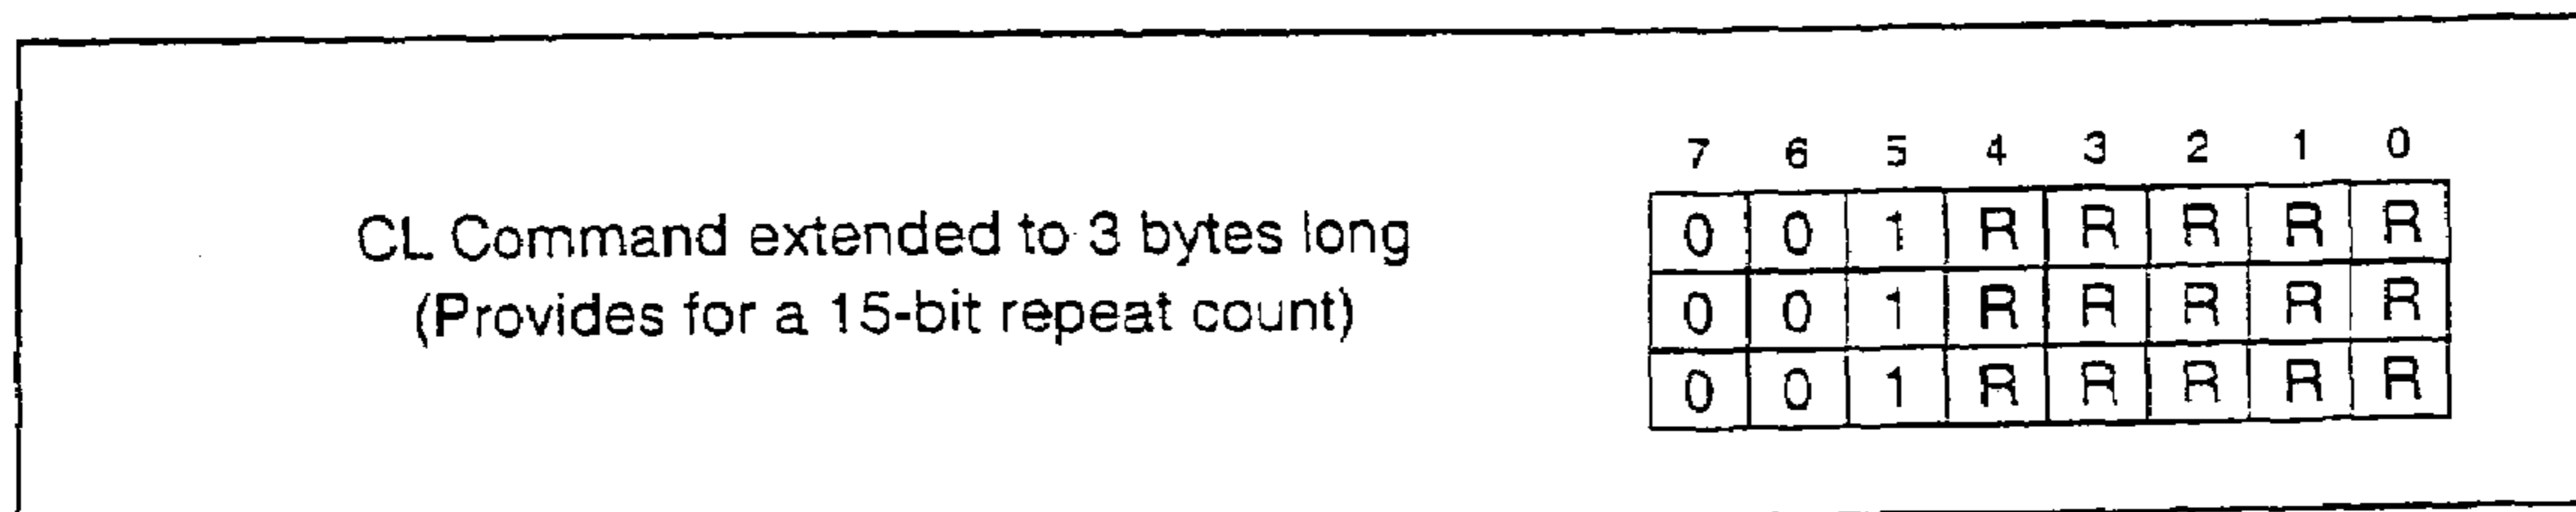 7 6 5 4 3 2 1 0
CL Command extended to 3 bytes long
0 0 1 R R R R R
(Provides for a 15-bit repeat count)
0 0 1 R R R R R
0 0 1 R R R R R